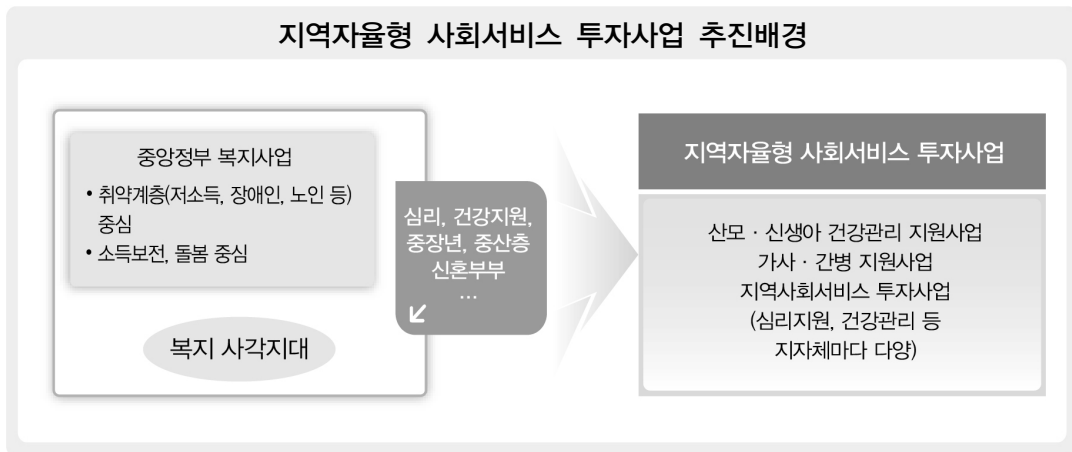 지역자율형 사회서비스 투자사업 추진배경
중앙정부 복지사업
• 취약계층(저소득, 장애인, 노인 등)
중심
• 소득보전, 돌봄 중심
복지 사각지대
심리, 건강지원,
중장년, 중산층
신혼부부
…
지역자율형 사회서비스 투자사업
산모 · 신생아 건강관리 지원사업
가사 · 간병 지원사업
지역사회서비스 투자사업
(심리지원, 건강관리 등
지자체마다 다양)